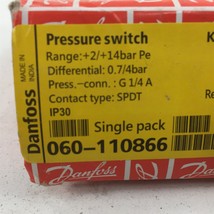 Pressure switch
K
Range:+2/+14bar Pe
Differential: 0.7/4bar
Press.-conn. : G 1/4 A
Contact type: SPDT
Re
IP30
Single pack
060-110866
Danfoss
MADE IN
INDIA
Danfoss